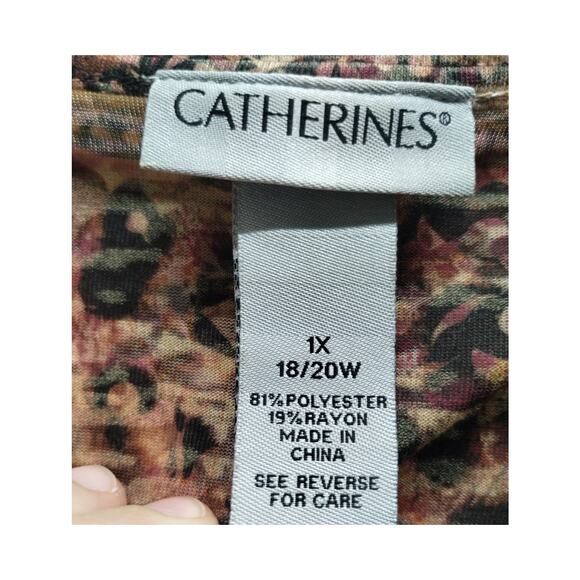 CATHERINES®
1X
18/20W
81% POLYESTER
19% RAYON
MADE IN
CHINA
SEE REVERSE
FOR CARE